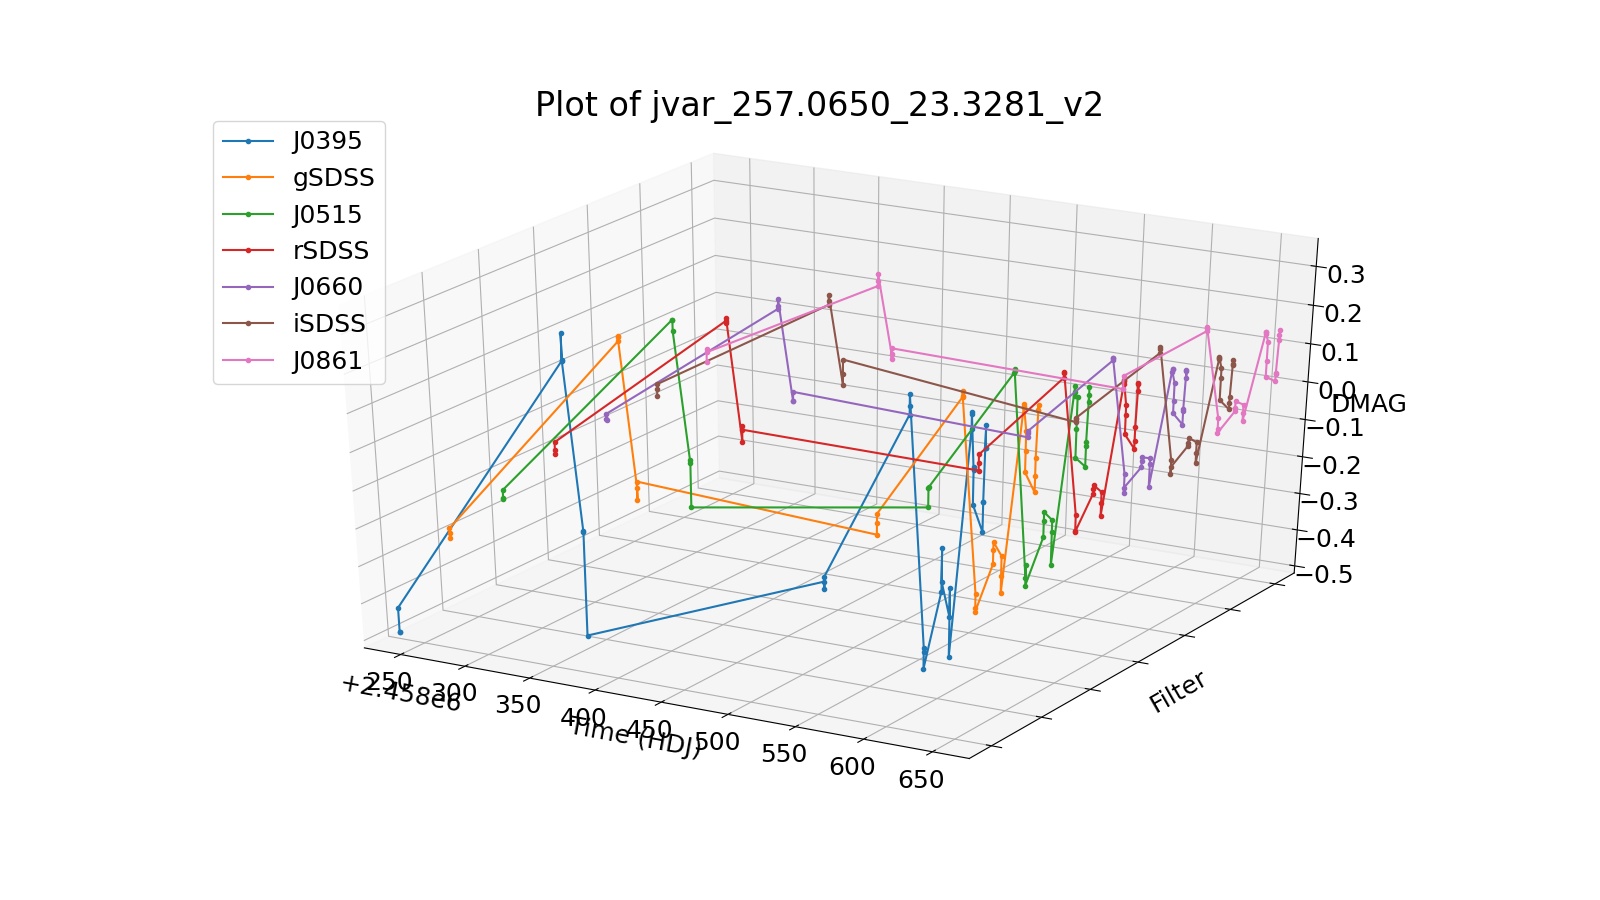 Plot of jvar_257.0650_23.3281_v2
J0395
gSDSS
J0515
rSDSS
J0660
iSDSS
J0861
0.3
0.2
0.1
0.0
DMAG
−0.1
−0.2
−0.3
−0.4
−0.5
Filter
250
300
350
400
450
500
550
600
650
+2.458e6
Time (HDJ)